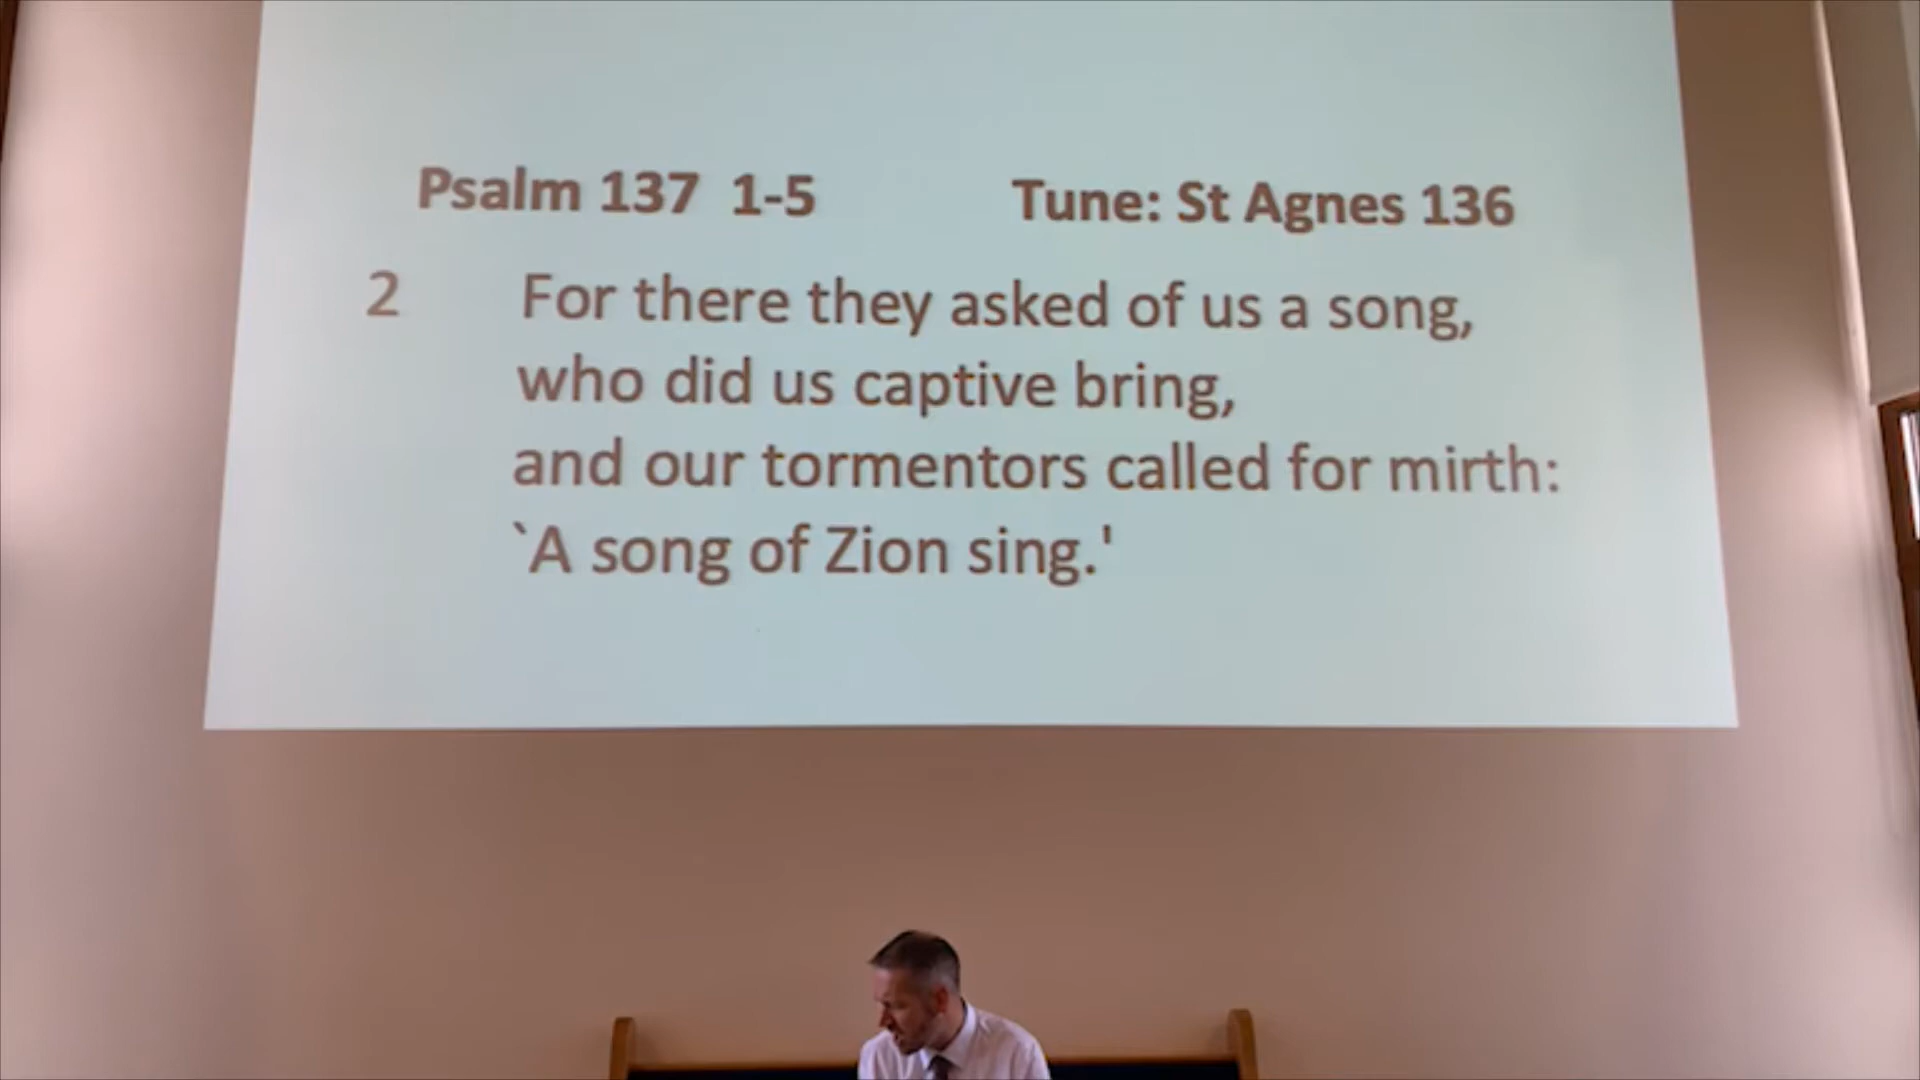 Psalm 137 1-5 Tune: St Agnes 136
2 For there they asked of us a song,
who did us captive bring,
and our tormentors called for mirth:
`A song of Zion sing.'